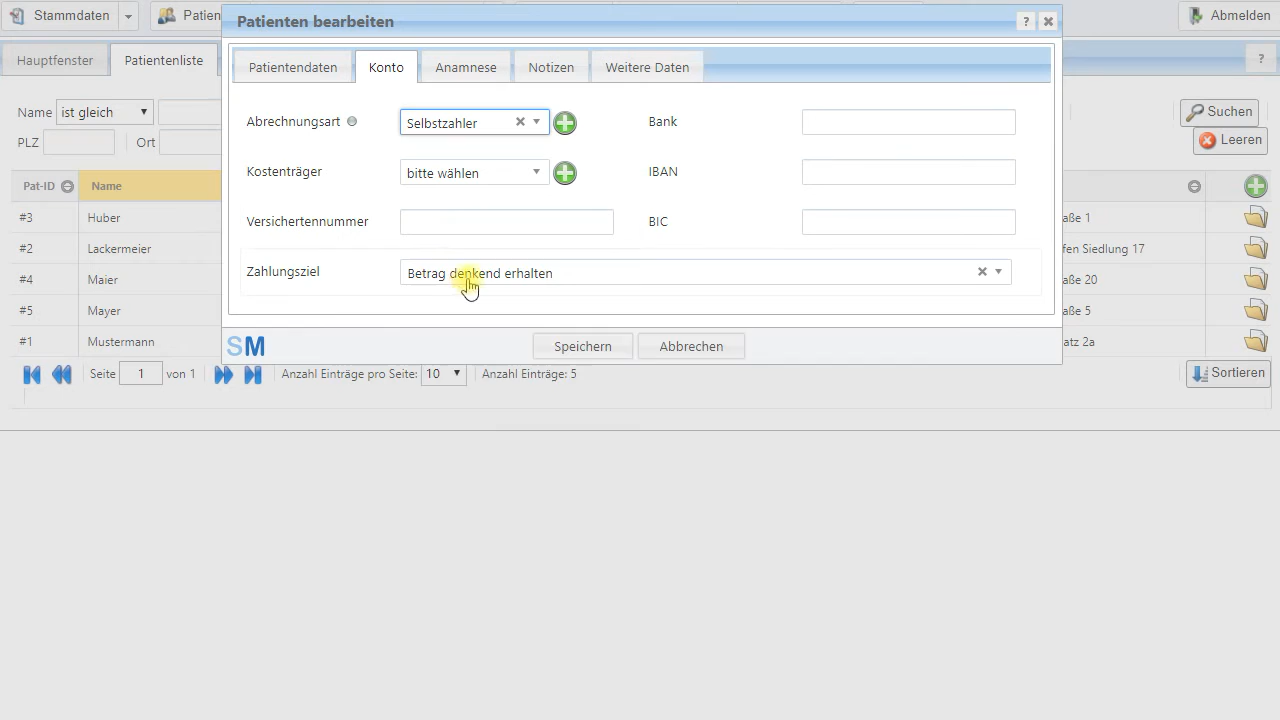 Stammdaten
Patien
Abmelden
Patienten bearbeiten
?
Hauptfenster
Patientenliste
?
Patientendaten
Konto
Anamnese
Notizen
Weitere Daten
Name ist gleich
Suchen
PLZ
Ort
Leeren
Abrechnungsart
Selbstzahler
Bank
Kostenträger
bitte wählen
IBAN
Versichertennummer
BIC
Zahlungsziel
Betrag denkend erhalten
SM
Speichern
Abbrechen
Pat-ID
Name
#3 Huber
aße 1
#2 Lackermeier
fen Siedlung 17
#4 Maier
aße 20
#5 Mayer
aße 5
#1 Mustermann
atz 2a
Seite 1 von 1
Anzahl Einträge pro Seite: 10
Anzahl Einträge: 5
Sortieren